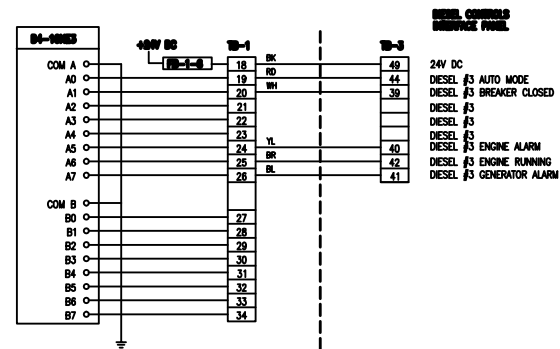 DIESEL CONTROLS
INTERFACE PANEL
D4-16NE3
+24V DC
TB-1
TB-3
COM A
18
BK
49
24V DC
A0
19
RD
44
DIESEL #3 AUTO MODE
A1
20
WH
39
DIESEL #3 BREAKER CLOSED
A2
21
DIESEL #3
A3
22
DIESEL #3
A4
23
DIESEL #3
A5
24
YL
40
DIESEL #3 ENGINE ALARM
A6
25
BR
42
DIESEL #3 ENGINE RUNNING
A7
26
BL
41
DIESEL #3 GENERATOR ALARM
COM B
B0
27
B1
28
B2
29
B3
30
B4
31
B5
32
B6
33
B7
34